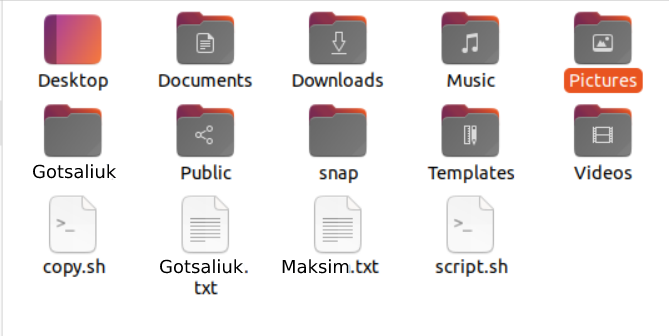 Desktop Documents Downloads Music Pictures
Gotsaliuk Public snap Templates Videos
>_ >_
copy.sh Gotsaliuk. Maksim.txt script.sh
txt